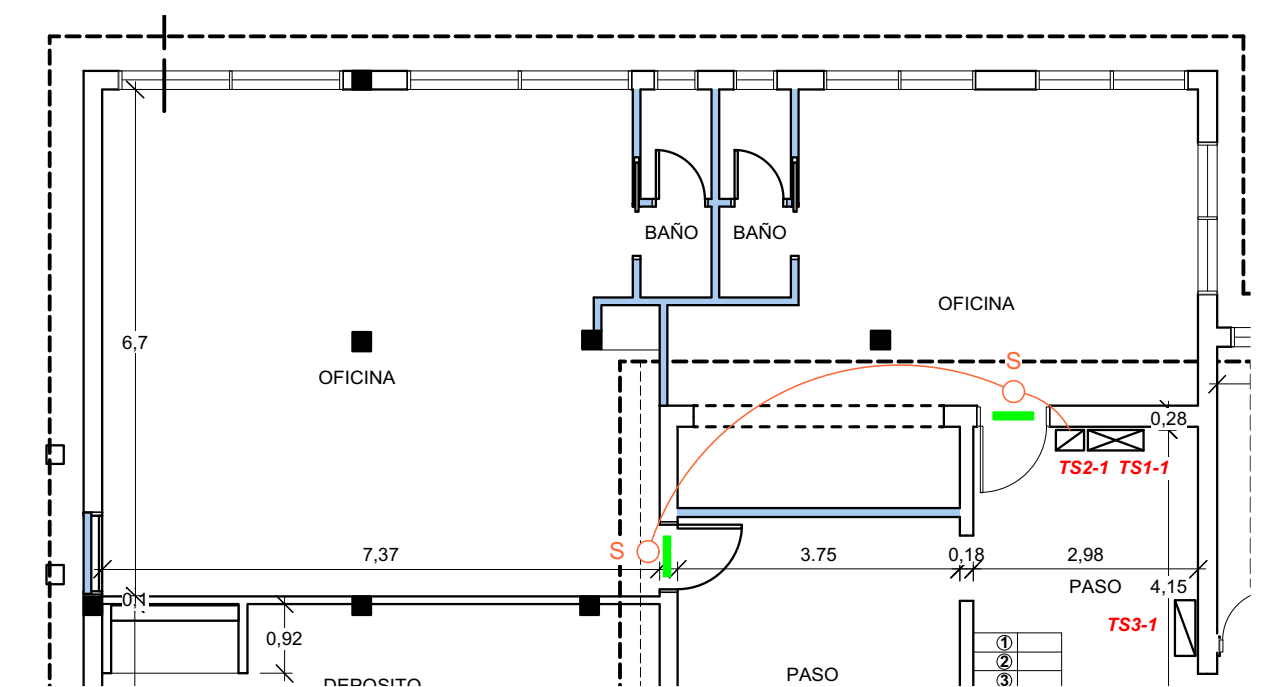 BAÑO BAÑO
OFICINA
6,7
S
OFICINA
0,28
TS2-1 TS1-1
S
7,37
3.75
0,18
2,98
PASO
4,15
0,1
TS3-1
0,92
1
2
3
PASO
DEPOSITO